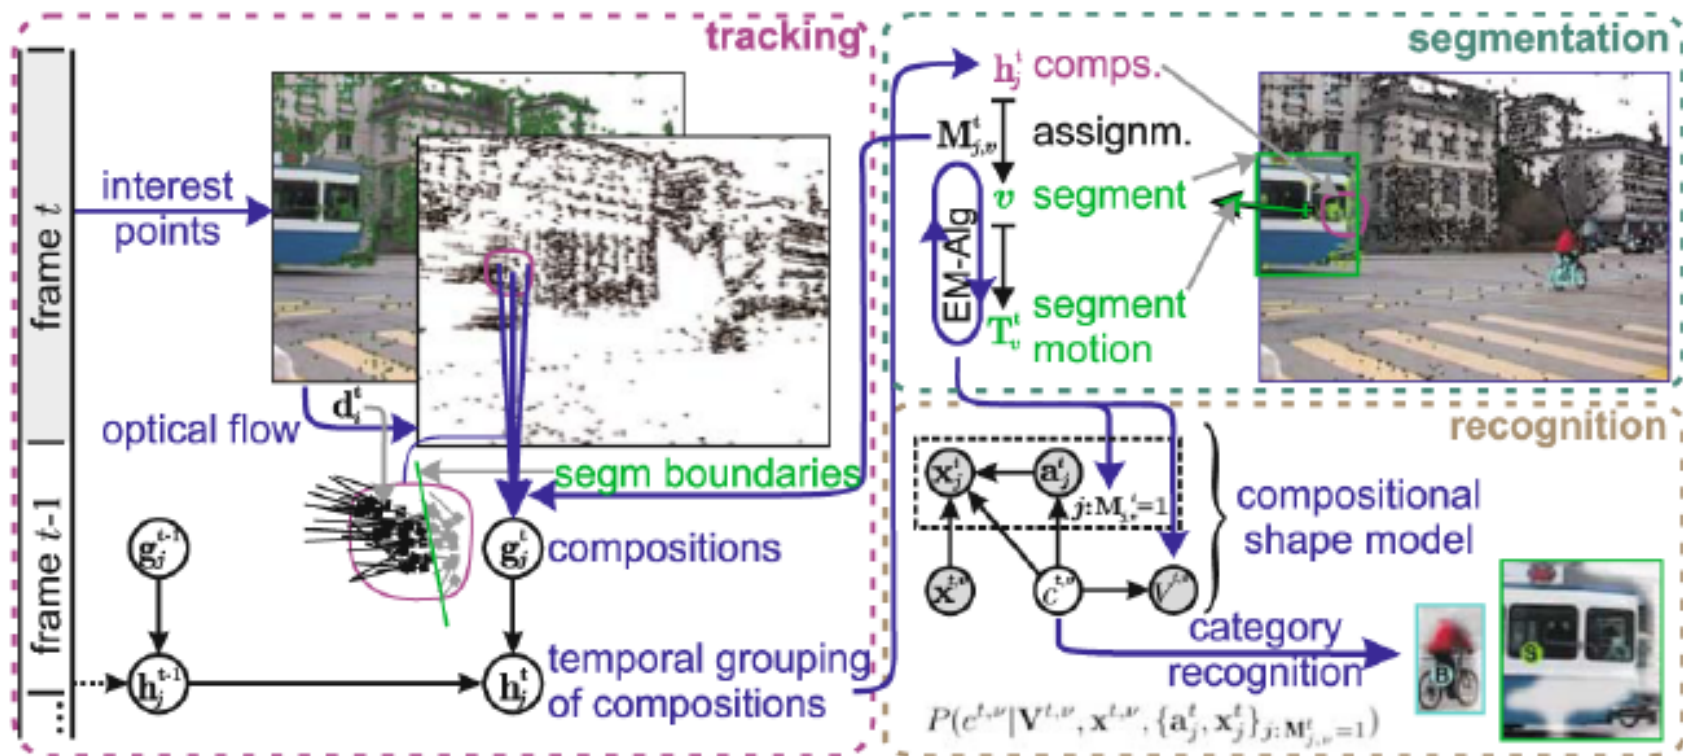 tracking
frame t
interest
points
optical flow
d_i^t
segm boundaries
frame t-1
g_j^{t-1}
g_j^t
compositions
h_j^{t-1}
h_j^t
temporal grouping
of compositions
...
segmentation
h_j^t comps.
M_{j,ν}^t
assignm.
ν segment
EM-Alg
T_ν^t segment
motion
recognition
x_j^t
a_j^t
j: M_{j,ν}^t=1
x^{t,ν}
c^{t,ν}
V^{t,ν}
compositional
shape model
category
recognition
B
S
P(c^{t,ν}|V^{t,ν}, x^{t,ν}, {a_j^t, x_j^t}_{j: M_{j,ν}^t=1})